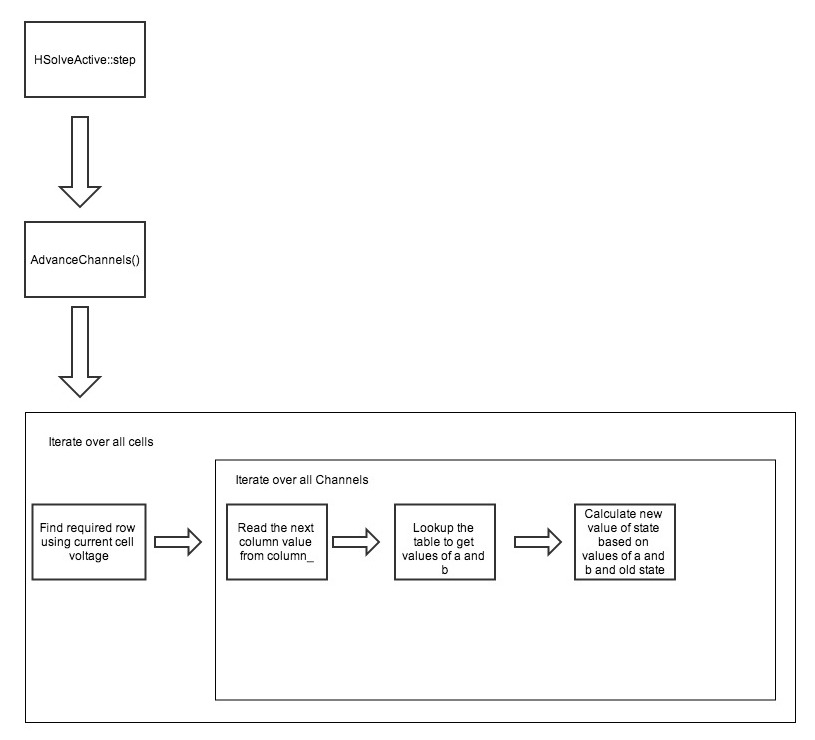 HSolveActive::step
AdvanceChannels()
Iterate over all cells
Iterate over all Channels
Find required row
using current cell
voltage
Read the next
column value
from column_
Lookup the
table to get
values of a and
b
Calculate new
value of state
based on
values of a and
b and old state